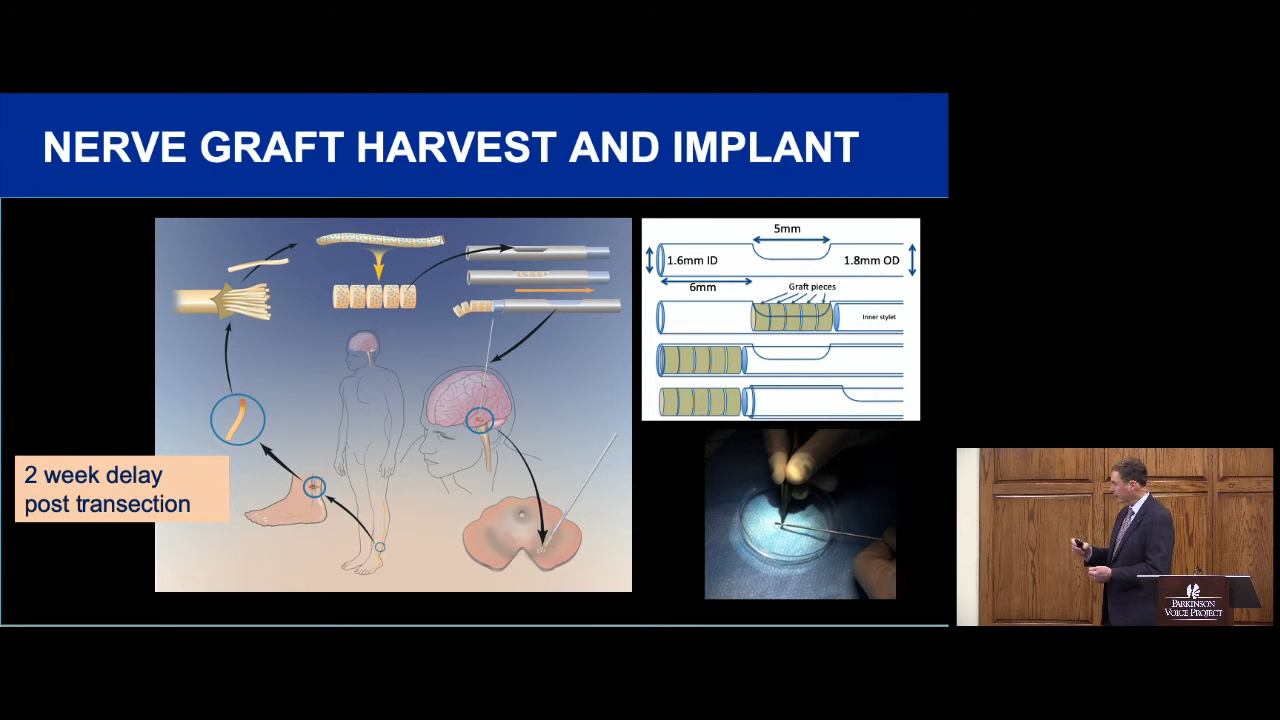 NERVE GRAFT HARVEST AND IMPLANT
5mm
1.6mm ID
1.8mm OD
6mm
Graft pieces
Inner stylet
2 week delay
post transection
PARKINSON
VOICE PROJECT